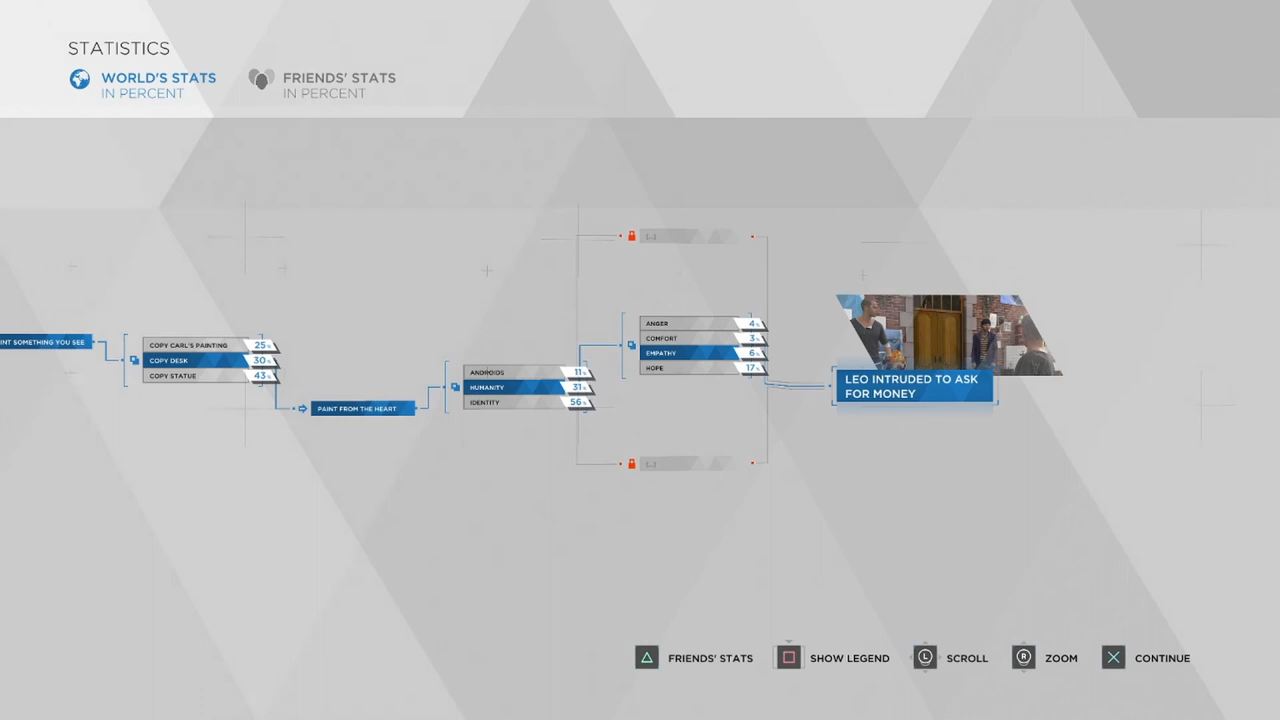 STATISTICS
WORLD'S STATS
IN PERCENT
FRIENDS' STATS
IN PERCENT
[...]
INT SOMETHING YOU SEE
COPY CARL'S PAINTING 25%
COPY DESK 30%
COPY STATUE 43%
PAINT FROM THE HEART
ANDROIDS 11%
HUMANITY 31%
IDENTITY 56%
ANGER 4%
COMFORT 3%
EMPATHY 6%
HOPE 17%
LEO INTRUDED TO ASK
FOR MONEY
[...]
FRIENDS' STATS
SHOW LEGEND
L
SCROLL
R
ZOOM
CONTINUE